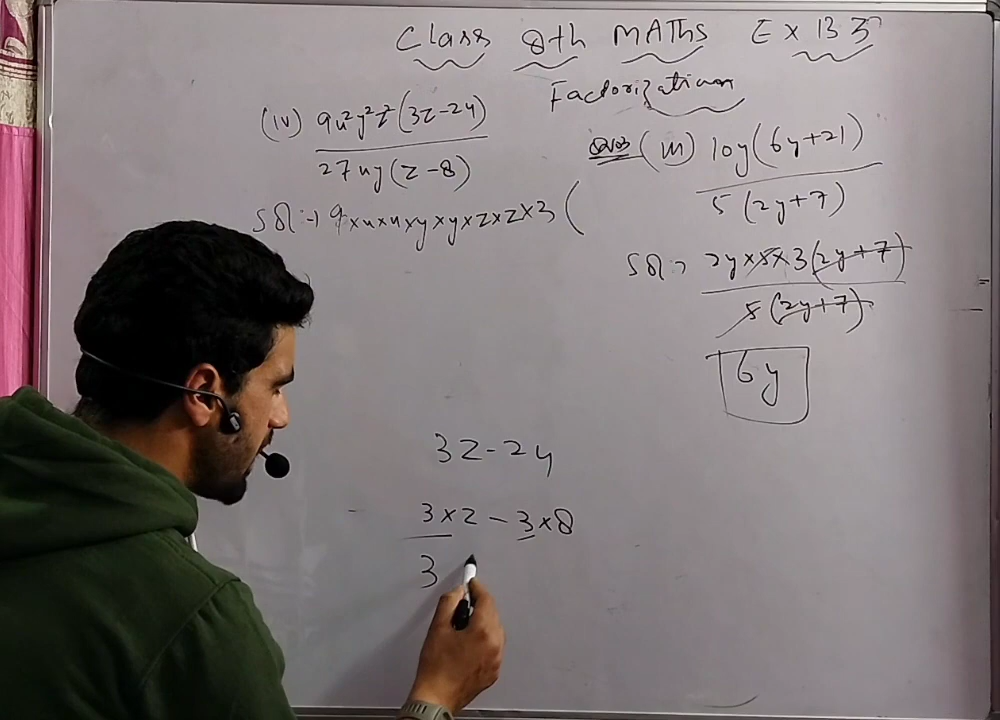 Class 8th MATHs Ex 13.3
Factorization
(iv) 9x²y²z²(3z-24)
27xy(z-8)
Sol:→ 9×x×x×y×y×z×z×3(
(iii) 10y(6y+21)
5(2y+7)
Sol:→ 2y×5×3(2y+7)
5(2y+7)
6y
3z-24
3×z-3×8
3